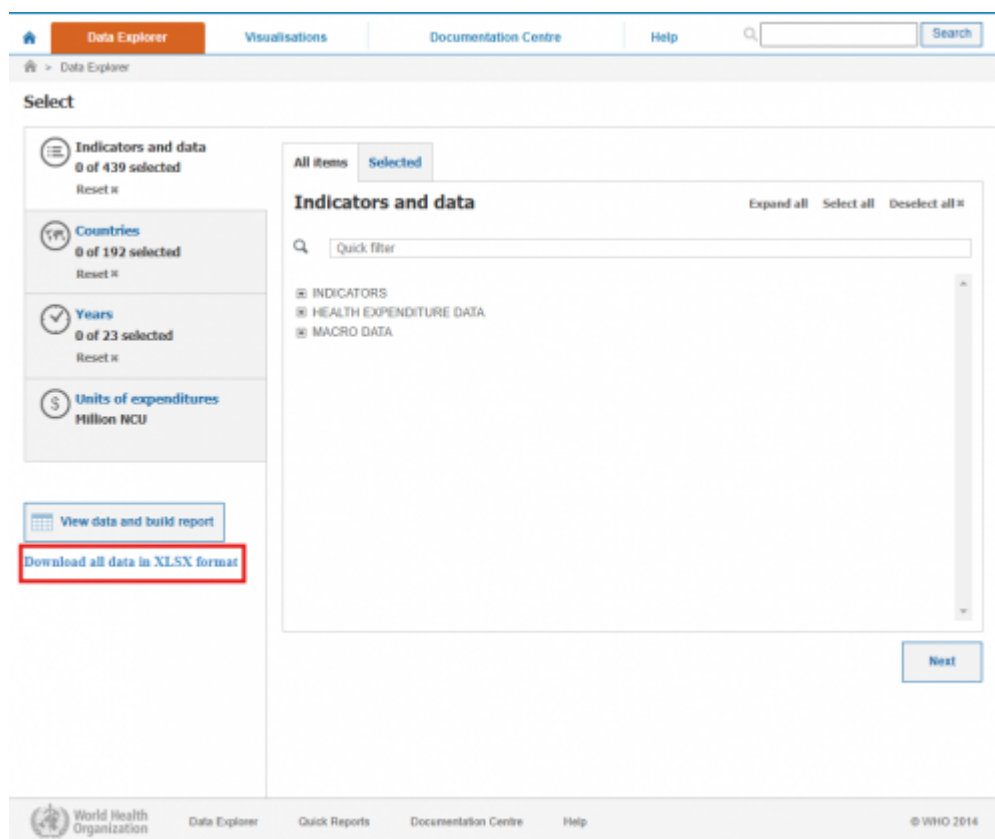 Data Explorer Visualisations Documentation Centre Help Search
> Data Explorer
Select
Indicators and data
0 of 439 selected
Reset
Countries
0 of 192 selected
Reset
Years
0 of 23 selected
Reset
Units of expenditures
Million NCU
View data and build report
Download all data in XLSX format
All items Selected
Indicators and data Expand all Select all Deselect all
Quick filter
INDICATORS
HEALTH EXPENDITURE DATA
MACRO DATA
Next
World Health
Organization
Data Explorer Quick Reports Documentation Centre Help © WHO 2014